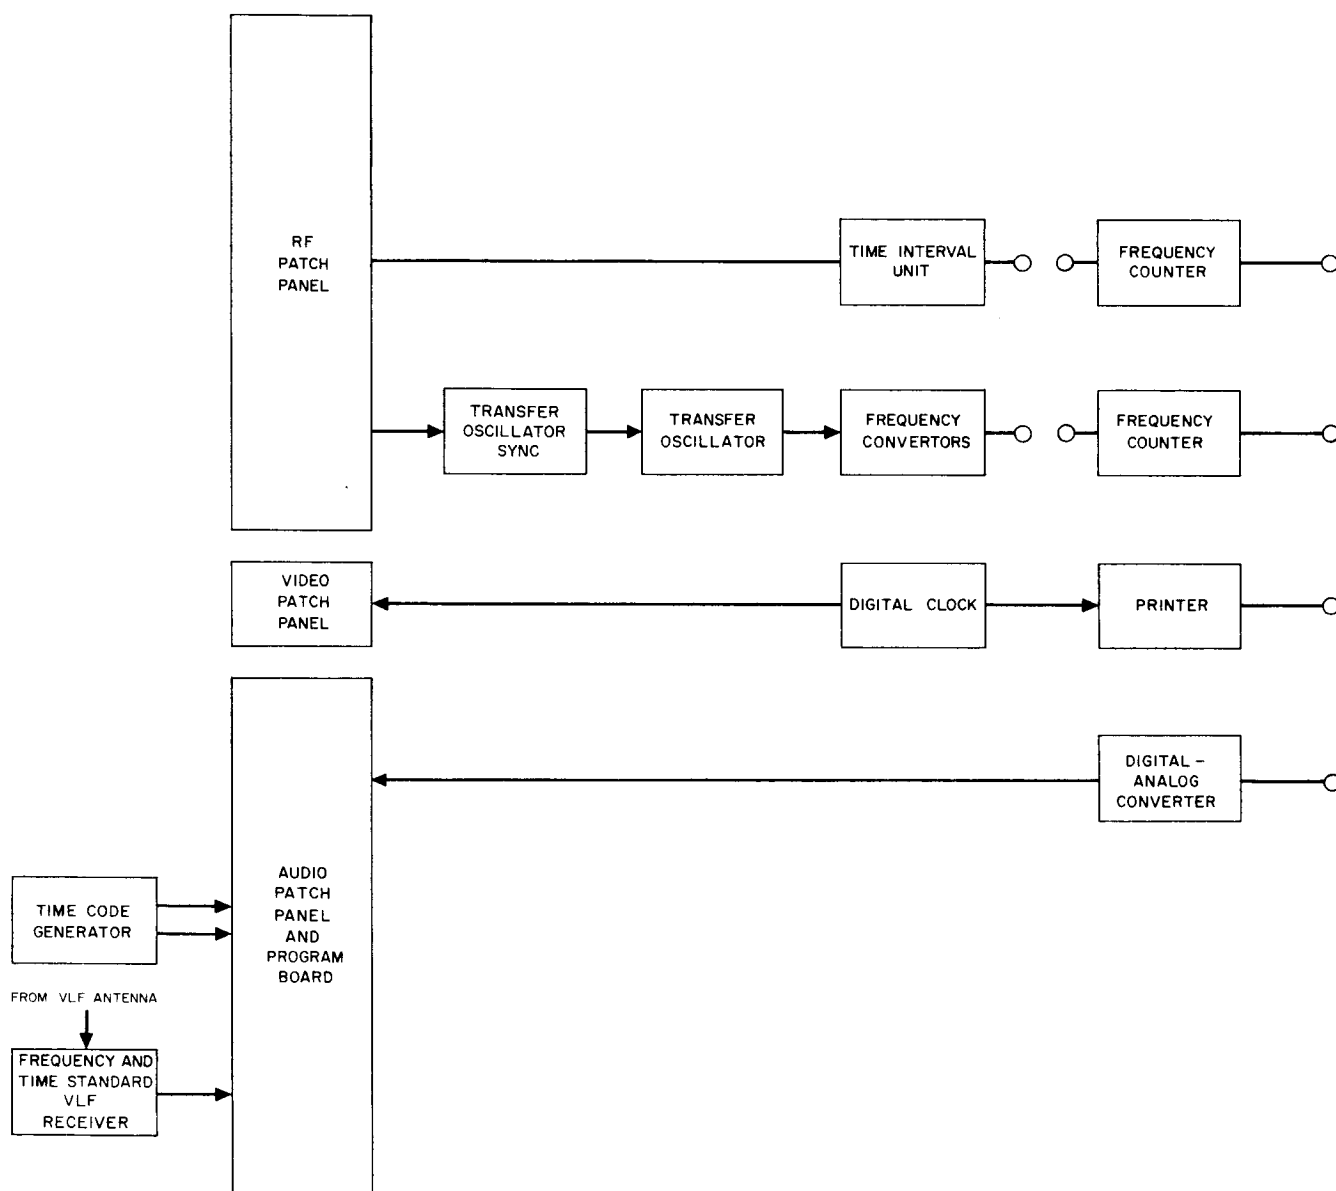 RF
PATCH
PANEL
TIME INTERVAL
UNIT
FREQUENCY
COUNTER
TRANSFER
OSCILLATOR
SYNC
TRANSFER
OSCILLATOR
FREQUENCY
CONVERTORS
FREQUENCY
COUNTER
VIDEO
PATCH
PANEL
DIGITAL CLOCK
PRINTER
DIGITAL –
ANALOG
CONVERTER
AUDIO
PATCH
PANEL
AND
PROGRAM
BOARD
TIME CODE
GENERATOR
FROM VLF ANTENNA
FREQUENCY AND
TIME STANDARD
VLF
RECEIVER